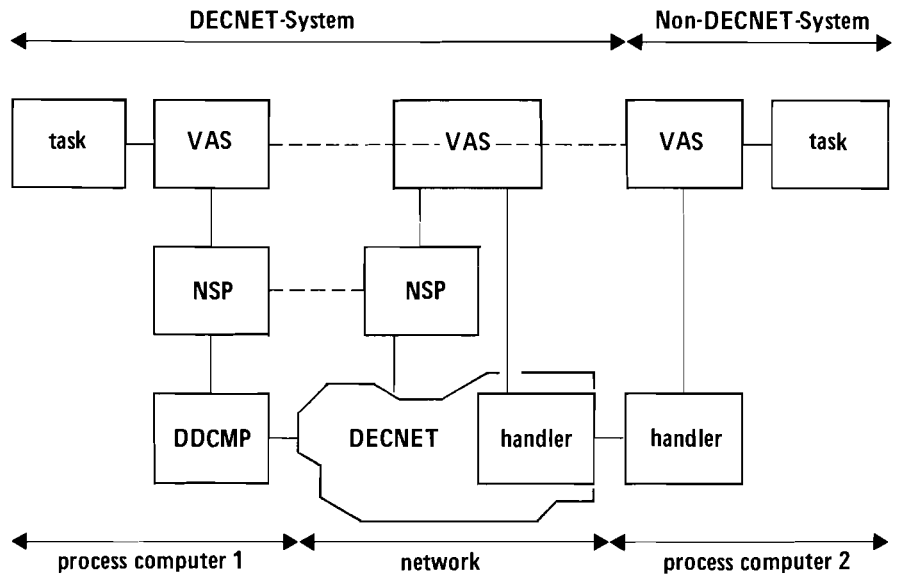 DECNET-System
Non-DECNET-System
task
VAS
VAS
VAS
task
NSP
NSP
DDCMP
DECNET
handler
handler
process computer 1
network
process computer 2